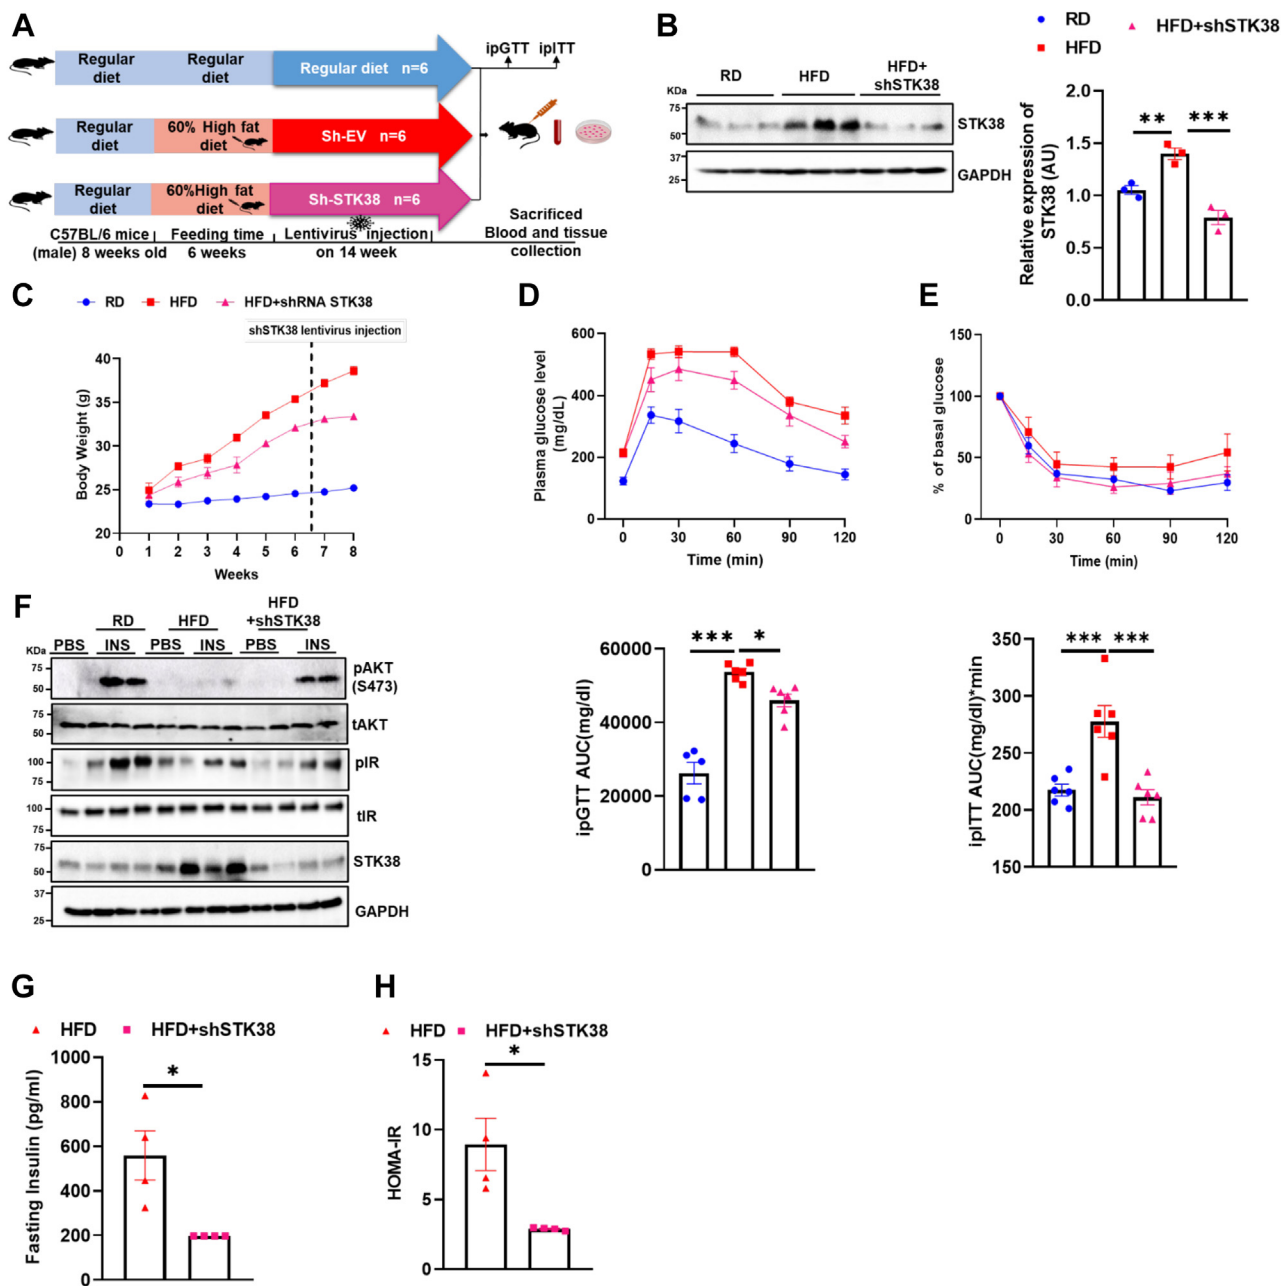 A
Regular
diet
Regular
diet
Regular diet n=6
ipGTT ipITT
Regular
diet
60% High fat
diet
Sh-EV n=6
Regular
diet
60%High fat
diet
Sh-STK38 n=6
C57BL/6 mice
(male) 8 weeks old
Feeding time
6 weeks
Lentivirus injection
on 14 week
Sacrificed
Blood and tissue
collection
B
RD
HFD
HFD+shSTK38
KDa
RD
HFD
HFD+
shSTK38
75
50
STK38
37
25
GAPDH
Relative expression of
STK38 (AU)
2.0
1.5
1.0
0.5
0.0
**
***
C
RD
HFD
HFD+shRNA STK38
shSTK38 lentivirus injection
Body Weight (g)
40
35
30
25
20
0 1 2 3 4 5 6 7 8
Weeks
D
Plasma glucose level
(mg/dL)
600
400
200
0
0 30 60 90 120
Time (min)
E
% of basal glucose
150
100
50
0
0 30 60 90 120
Time (min)
F
RD
HFD
HFD
+shSTK38
KDa
PBS INS PBS INS PBS INS
75
50
pAKT
(S473)
75
50
tAKT
100
75
pIR
100
75
tIR
75
50
STK38
37
25
GAPDH
ipGTT AUC(mg/dl)
60000
40000
20000
0
***
*
ipITT AUC(mg/dl)*min
350
300
250
200
150
***
***
G
HFD
HFD+shSTK38
Fasting Insulin (pg/ml)
1000
800
600
400
200
0
*
H
HFD
HFD+shSTK38
HOMA-IR
15
10
5
0
*